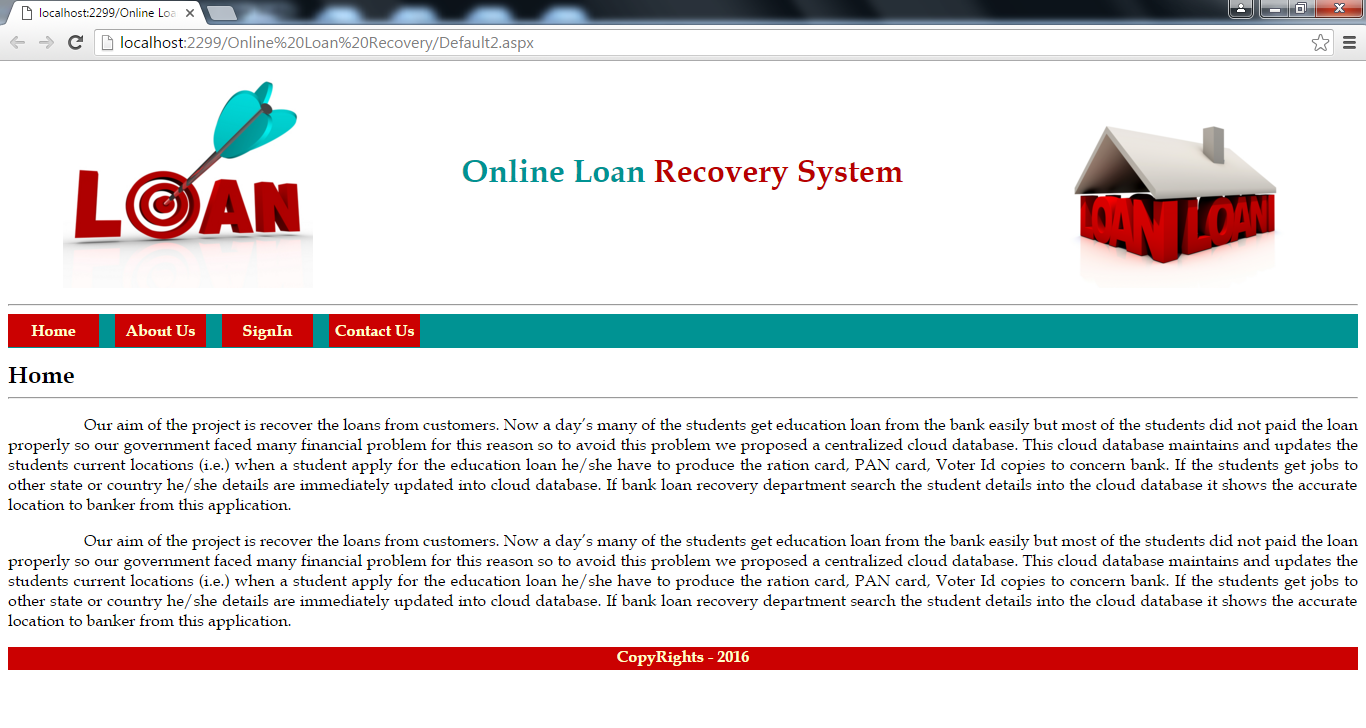 localhost:2299/Online Loa
localhost:2299/Online%20Loan%20Recovery/Default2.aspx
LOAN
Online Loan Recovery System
LOAN LOAN
Home About Us SignIn Contact Us
Home
Our aim of the project is recover the loans from customers. Now a day’s many of the students get education loan from the bank easily but most of the students did not paid the loan
properly so our government faced many financial problem for this reason so to avoid this problem we proposed a centralized cloud database. This cloud database maintains and updates the
students current locations (i.e.) when a student apply for the education loan he/she have to produce the ration card, PAN card, Voter Id copies to concern bank. If the students get jobs to
other state or country he/she details are immediately updated into cloud database. If bank loan recovery department search the student details into the cloud database it shows the accurate
location to banker from this application.
Our aim of the project is recover the loans from customers. Now a day’s many of the students get education loan from the bank easily but most of the students did not paid the loan
properly so our government faced many financial problem for this reason so to avoid this problem we proposed a centralized cloud database. This cloud database maintains and updates the
students current locations (i.e.) when a student apply for the education loan he/she have to produce the ration card, PAN card, Voter Id copies to concern bank. If the students get jobs to
other state or country he/she details are immediately updated into cloud database. If bank loan recovery department search the student details into the cloud database it shows the accurate
location to banker from this application.
CopyRights - 2016